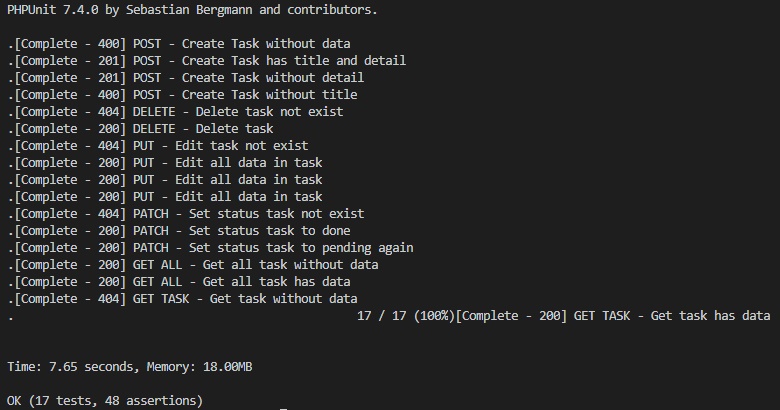 PHPUnit 7.4.0 by Sebastian Bergmann and contributors.
.[Complete - 400] POST - Create Task without data
.[Complete - 201] POST - Create Task has title and detail
.[Complete - 201] POST - Create Task without detail
.[Complete - 400] POST - Create Task without title
.[Complete - 404] DELETE - Delete task not exist
.[Complete - 200] DELETE - Delete task
.[Complete - 404] PUT - Edit task not exist
.[Complete - 200] PUT - Edit all data in task
.[Complete - 200] PUT - Edit all data in task
.[Complete - 200] PUT - Edit all data in task
.[Complete - 404] PATCH - Set status task not exist
.[Complete - 200] PATCH - Set status task to done
.[Complete - 200] PATCH - Set status task to pending again
.[Complete - 200] GET ALL - Get all task without data
.[Complete - 200] GET ALL - Get all task has data
.[Complete - 404] GET TASK - Get task without data
. 17 / 17 (100%)[Complete - 200] GET TASK - Get task has data
Time: 7.65 seconds, Memory: 18.00MB
OK (17 tests, 48 assertions)